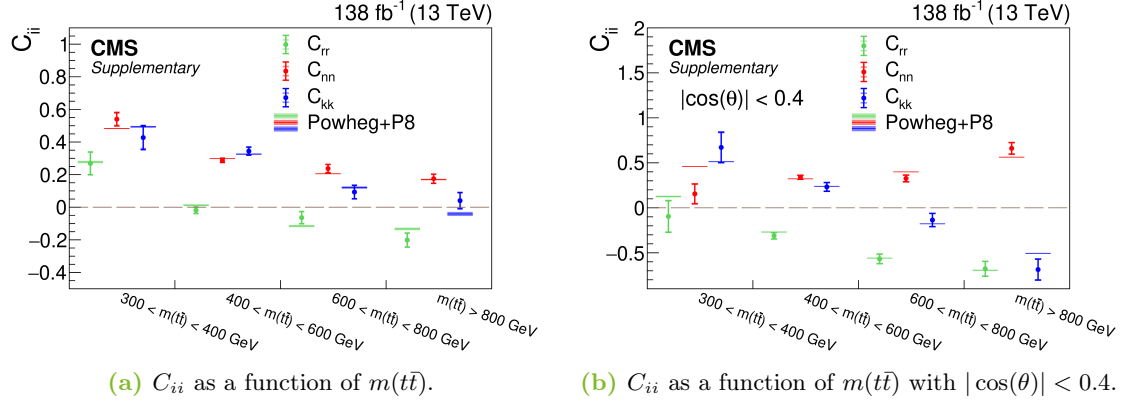 138 fb⁻¹ (13 TeV)
C_ii
CMS
Supplementary
C_rr
C_nn
C_kk
Powheg+P8
1
0.8
0.6
0.4
0.2
0
−0.2
−0.4
300 < m(tt̄) < 400 GeV
400 < m(tt̄) < 600 GeV
600 < m(tt̄) < 800 GeV
m(tt̄) > 800 GeV
(a) C_ii as a function of m(tt̄).
138 fb⁻¹ (13 TeV)
C_ii
CMS
Supplementary
|cos(θ)| < 0.4
C_rr
C_nn
C_kk
Powheg+P8
2
1.5
1
0.5
0
−0.5
300 < m(tt̄) < 400 GeV
400 < m(tt̄) < 600 GeV
600 < m(tt̄) < 800 GeV
m(tt̄) > 800 GeV
(b) C_ii as a function of m(tt̄) with | cos(θ)| < 0.4.